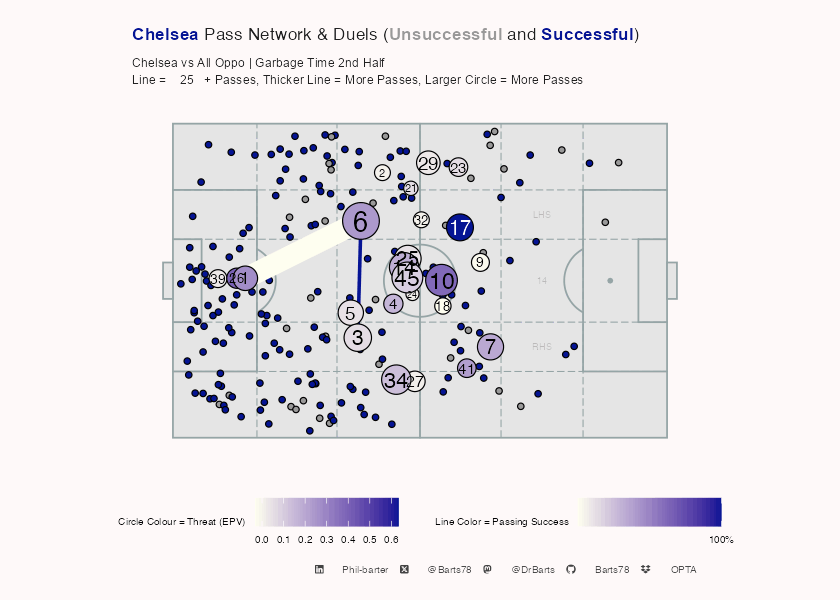 Chelsea Pass Network & Duels (Unsuccessful and Successful)
Chelsea vs All Oppo | Garbage Time 2nd Half
Line = 25 + Passes, Thicker Line = More Passes, Larger Circle = More Passes
2
29
23
21
6
32
17
LHS
25
14
45
24
10
9
14
39
26
1
4
18
5
3
7
RHS
41
34
27
Circle Colour = Threat (EPV)
0.0 0.1 0.2 0.3 0.4 0.5 0.6
Line Color = Passing Success
100%
Phil-barter @Barts78 @DrBarts Barts78 OPTA